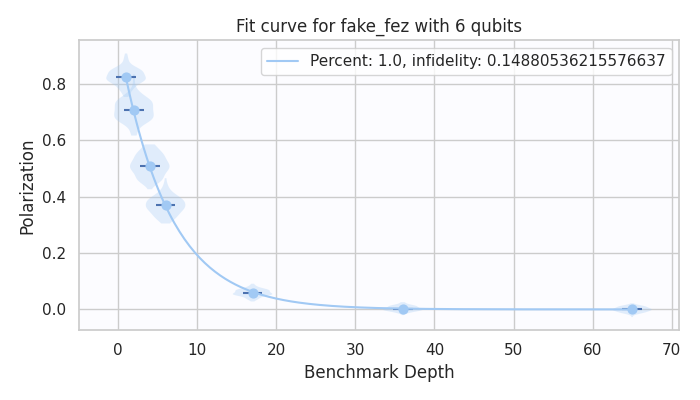 Fit curve for fake_fez with 6 qubits
Percent: 1.0, infidelity: 0.14880536215576637
Polarization
0.8
0.6
0.4
0.2
0.0
0 10 20 30 40 50 60 70
Benchmark Depth